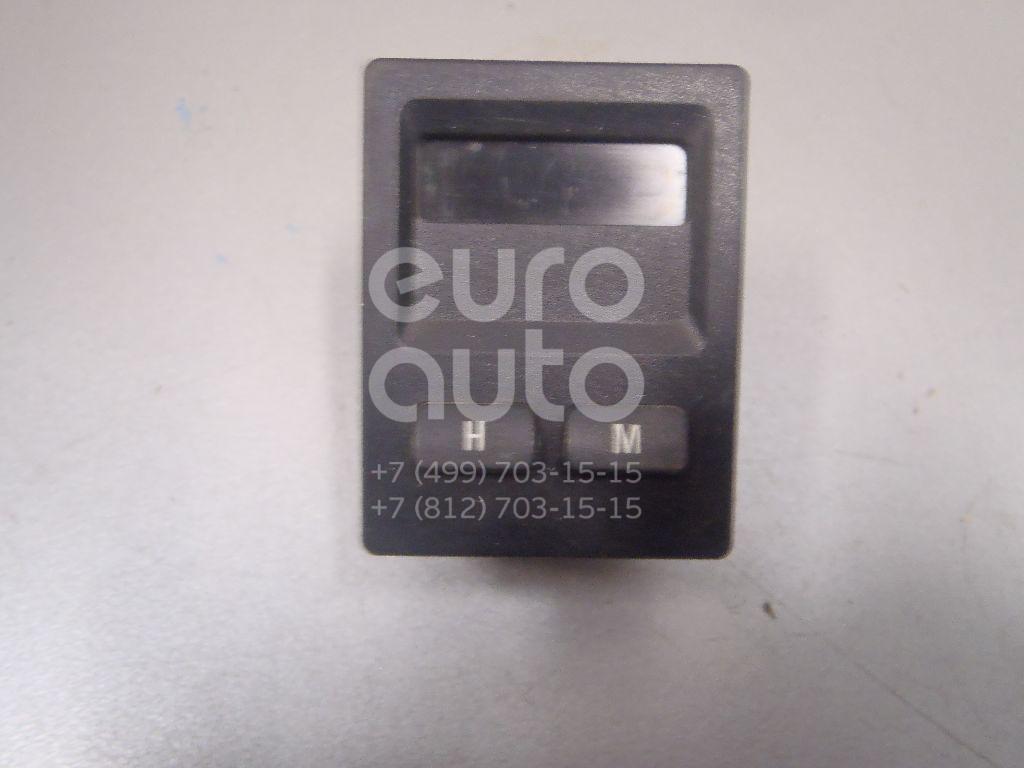 euro
auto
H M
+7 (499) 703-15-15
+7 (812) 703-15-15